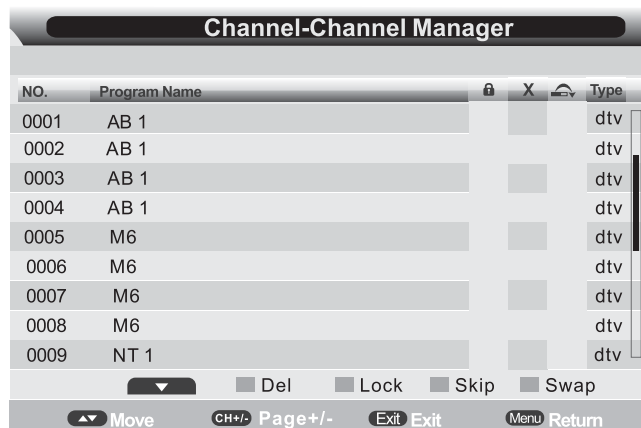 Channel-Channel Manager
NO. Program Name X Type
0001 AB 1 dtv
0002 AB 1 dtv
0003 AB 1 dtv
0004 AB 1 dtv
0005 M6 dtv
0006 M6 dtv
0007 M6 dtv
0008 M6 dtv
0009 NT 1 dtv
Del Lock Skip Swap
Move CH+/- Page+/- Exit Exit Menu Return